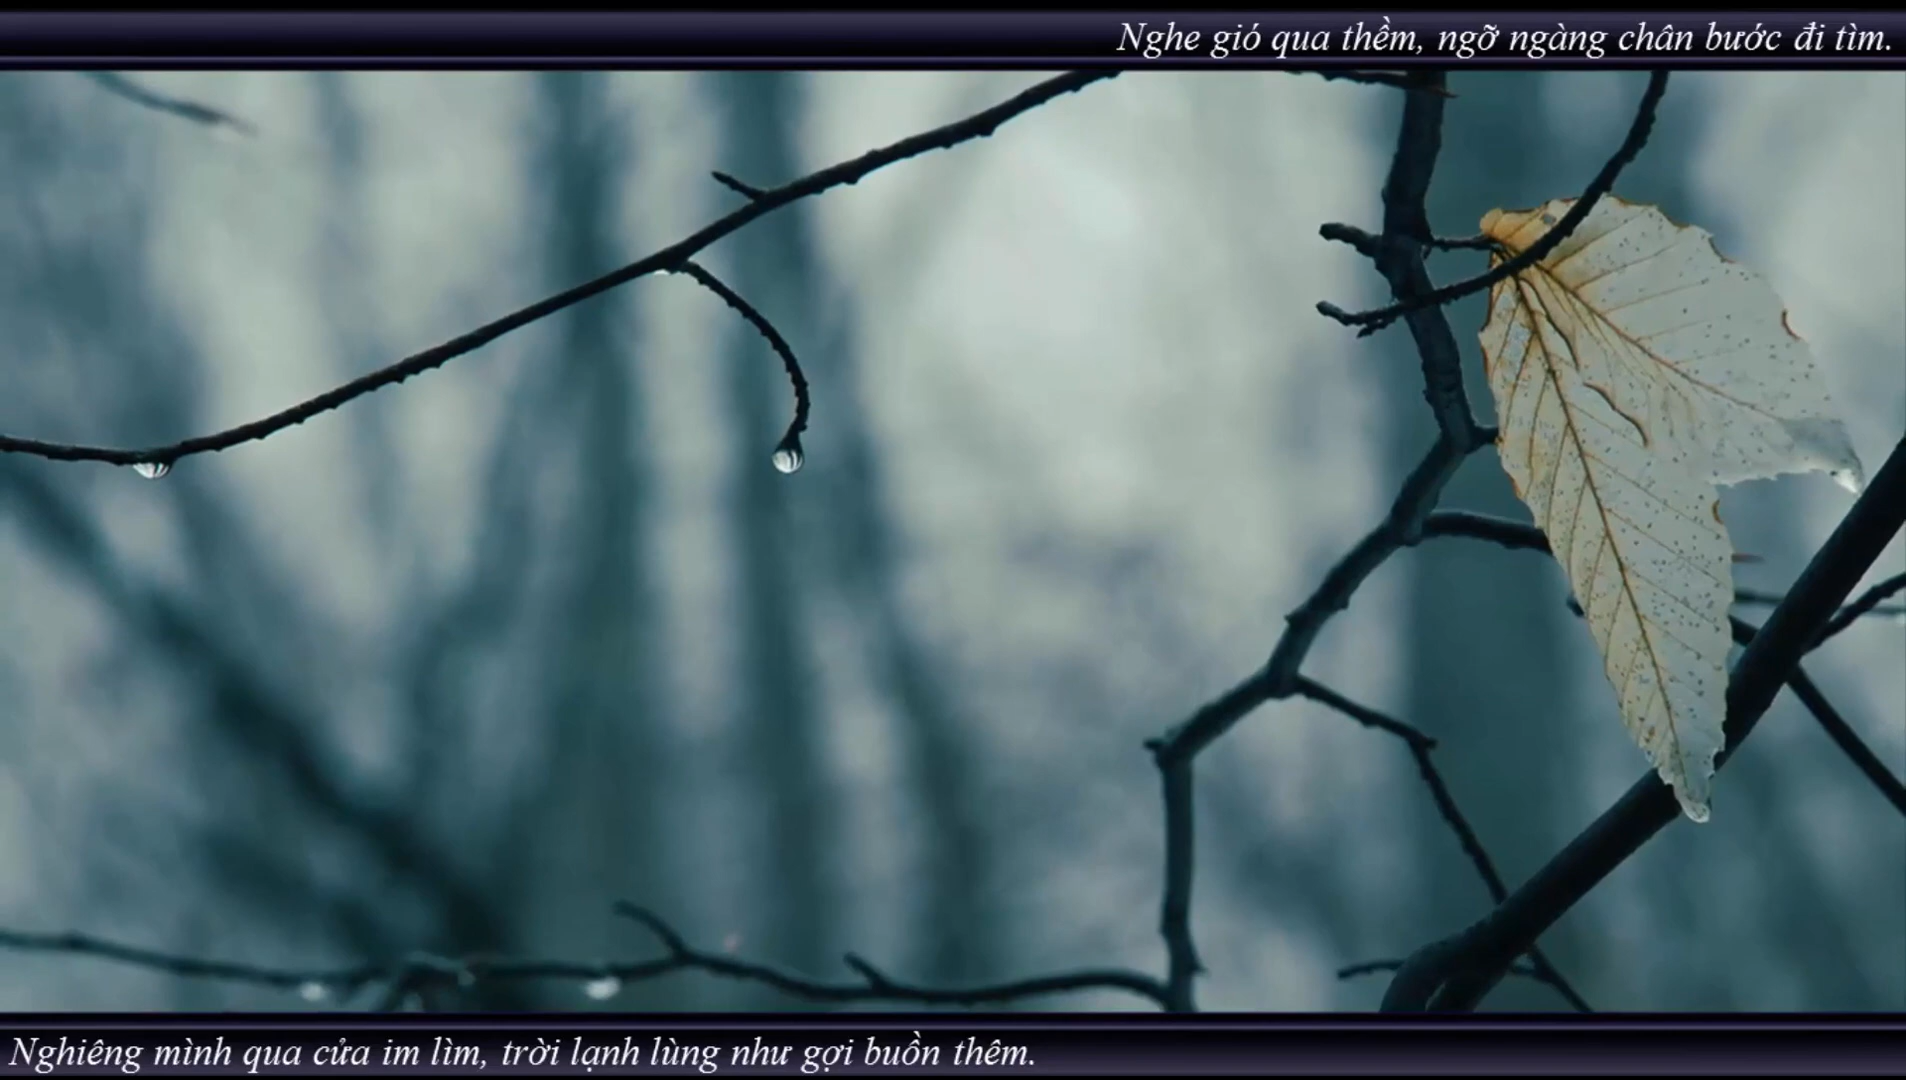 Nghe gió qua thềm, ngỡ ngàng chân bước đi tìm.
Nghiêng mình qua cửa im lìm, trời lạnh lùng như gợi buồn thêm.